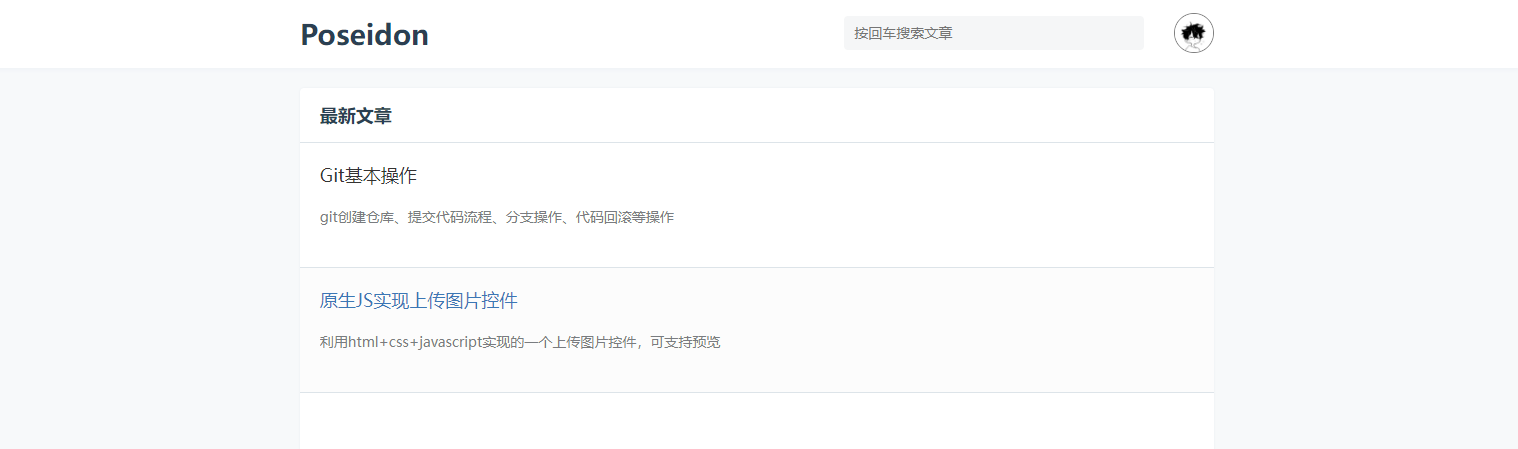 Poseidon
按回车搜索文章
最新文章
Git基本操作
git创建仓库、提交代码流程、分支操作、代码回滚等操作
原生JS实现上传图片控件
利用html+css+javascript实现的一个上传图片控件，可支持预览